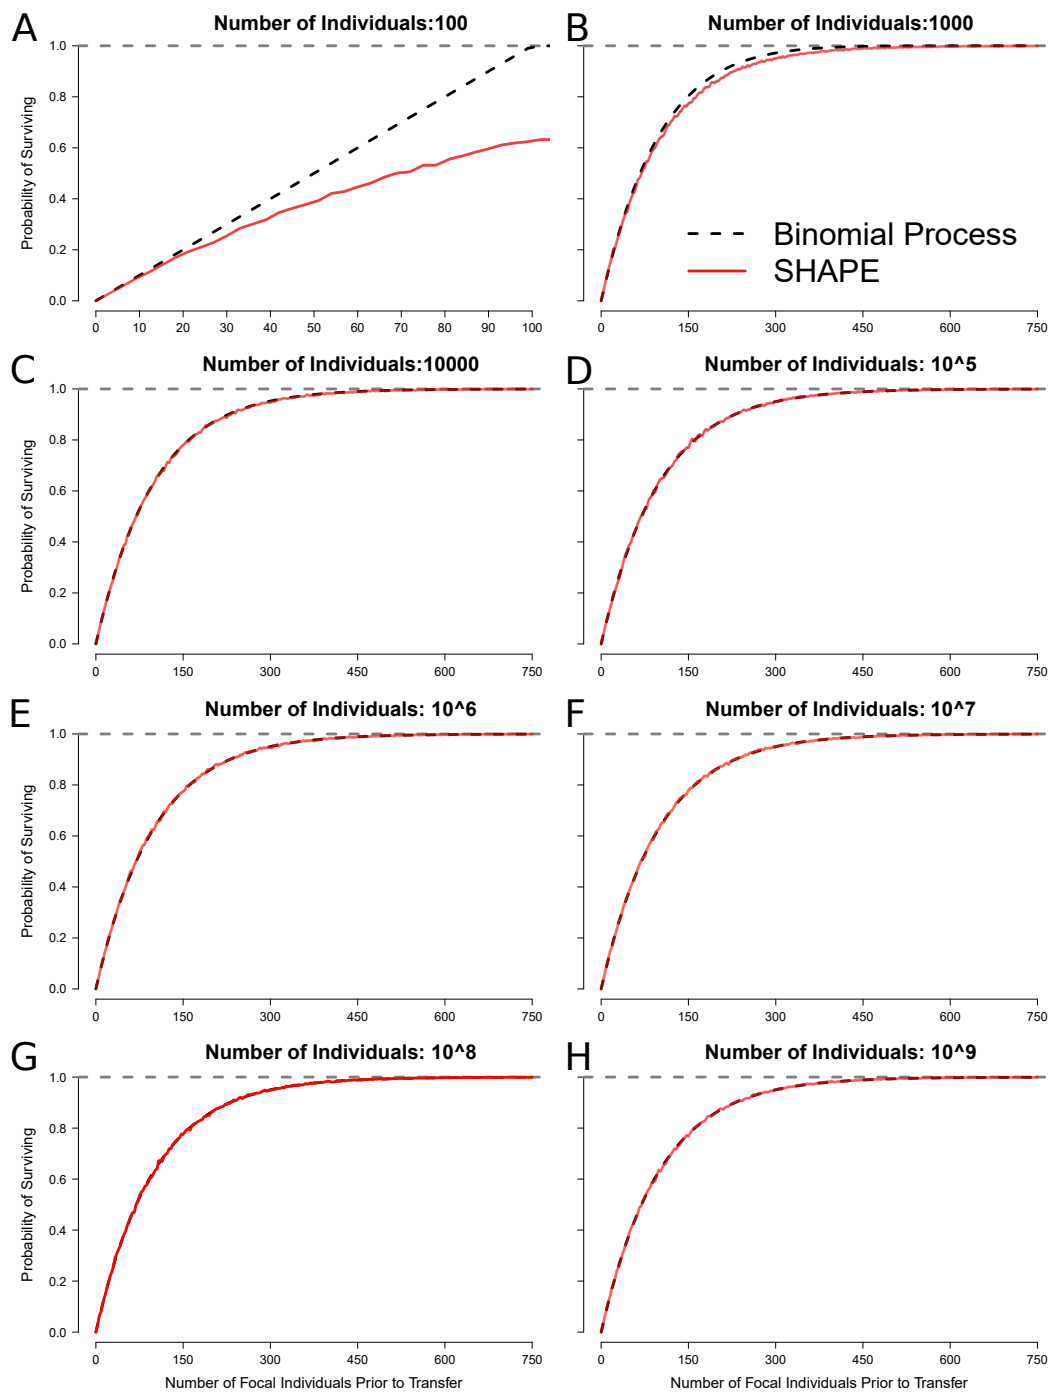 A
Number of Individuals:100
Probability of Surviving
1.0
0.8
0.6
0.4
0.2
0.0
0 10 20 30 40 50 60 70 80 90 100
B
Number of Individuals:1000
Binomial Process
SHAPE
0 150 300 450 600 750
C
Number of Individuals:10000
Probability of Surviving
1.0
0.8
0.6
0.4
0.2
0.0
0 150 300 450 600 750
D
Number of Individuals: 10^5
0 150 300 450 600 750
E
Number of Individuals: 10^6
Probability of Surviving
1.0
0.8
0.6
0.4
0.2
0.0
0 150 300 450 600 750
F
Number of Individuals: 10^7
0 150 300 450 600 750
G
Number of Individuals: 10^8
Probability of Surviving
1.0
0.8
0.6
0.4
0.2
0.0
0 150 300 450 600 750
Number of Focal Individuals Prior to Transfer
H
Number of Individuals: 10^9
0 150 300 450 600 750
Number of Focal Individuals Prior to Transfer